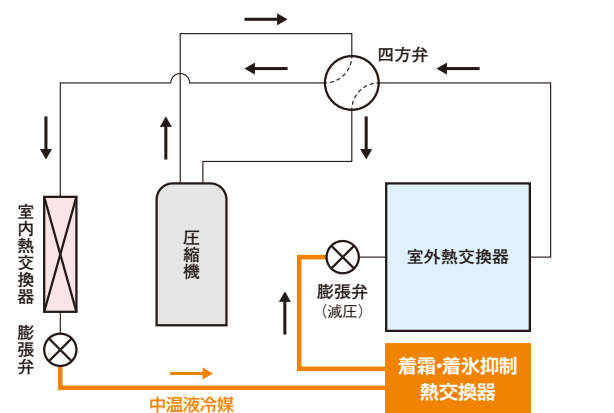 四方弁
室内熱交換器
圧縮機
室外熱交換器
膨張弁
（減圧）
膨張弁
着霜・着氷抑制
熱交換器
中温液冷媒